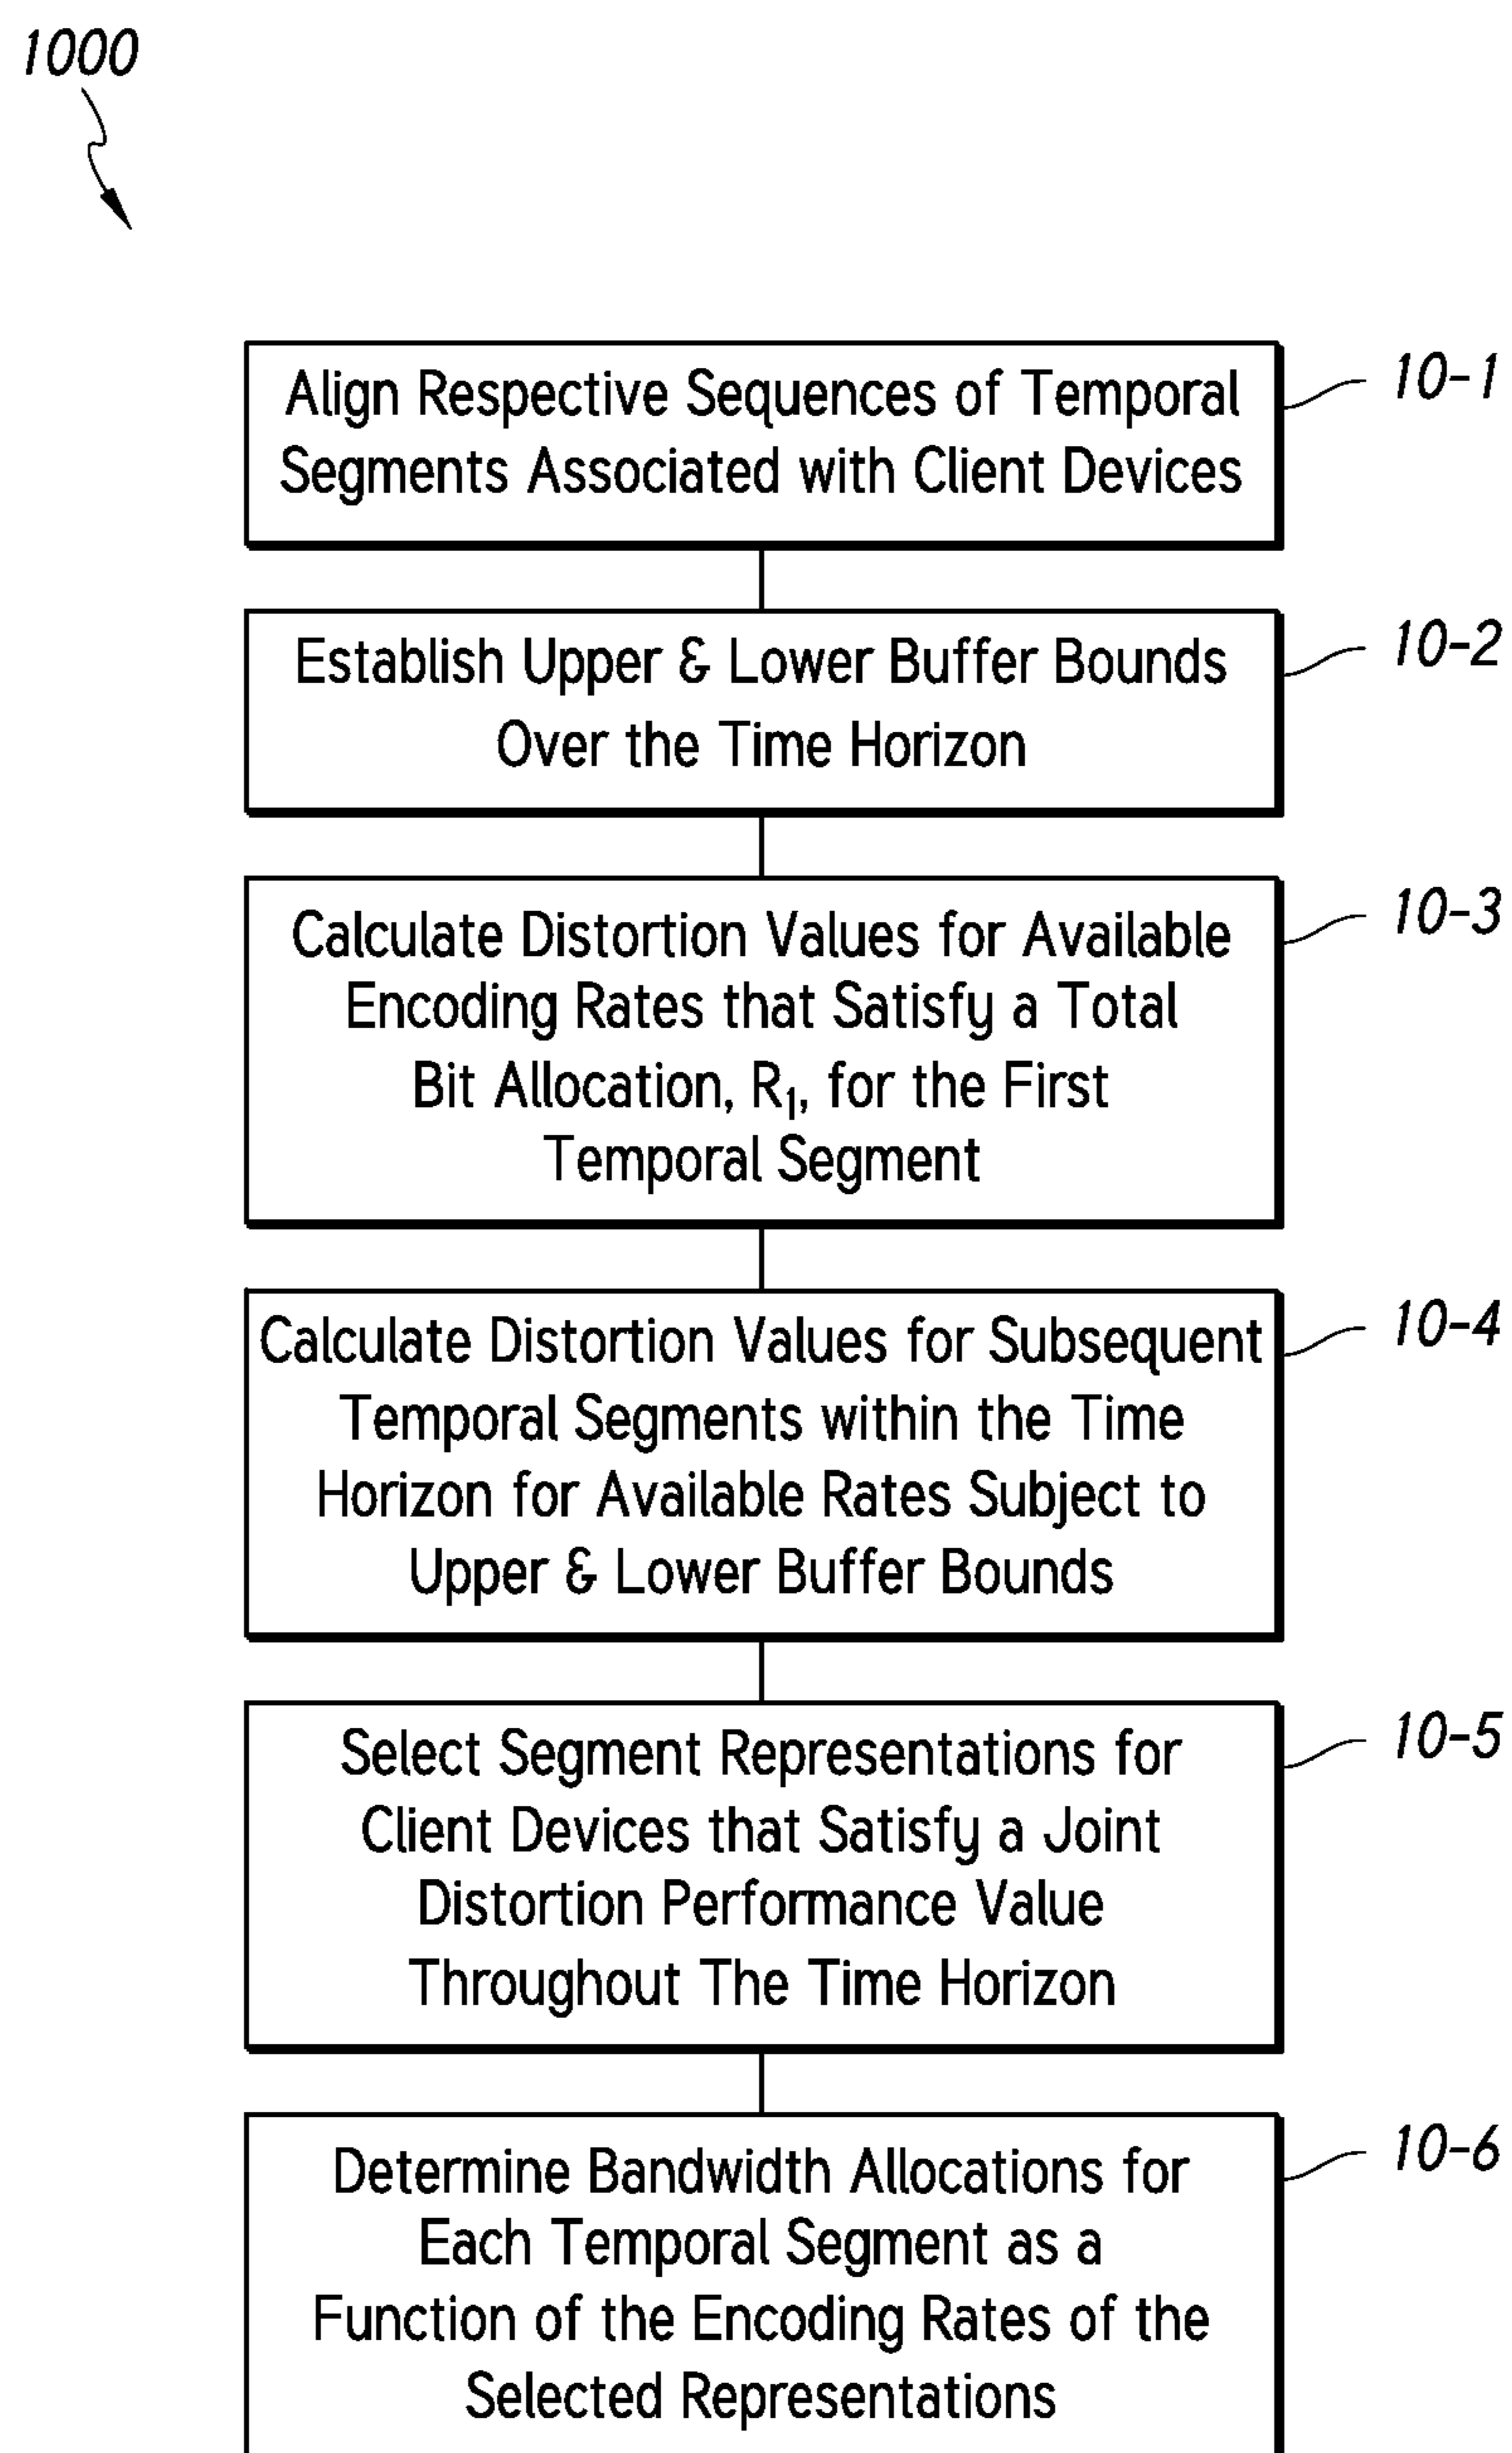 1000
Align Respective Sequences of Temporal
Segments Associated with Client Devices
10-1
Establish Upper & Lower Buffer Bounds
Over the Time Horizon
10-2
Calculate Distortion Values for Available
Encoding Rates that Satisfy a Total
Bit Allocation, R₁, for the First
Temporal Segment
10-3
Calculate Distortion Values for Subsequent
Temporal Segments within the Time
Horizon for Available Rates Subject to
Upper & Lower Buffer Bounds
10-4
Select Segment Representations for
Client Devices that Satisfy a Joint
Distortion Performance Value
Throughout The Time Horizon
10-5
Determine Bandwidth Allocations for
Each Temporal Segment as a
Function of the Encoding Rates of the
Selected Representations
10-6